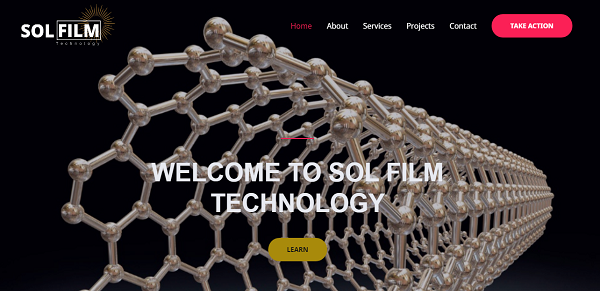 SOL FILM
Technology
Home About Services Projects Contact TAKE ACTION
WELCOME TO SOL FILM
TECHNOLOGY
LEARN